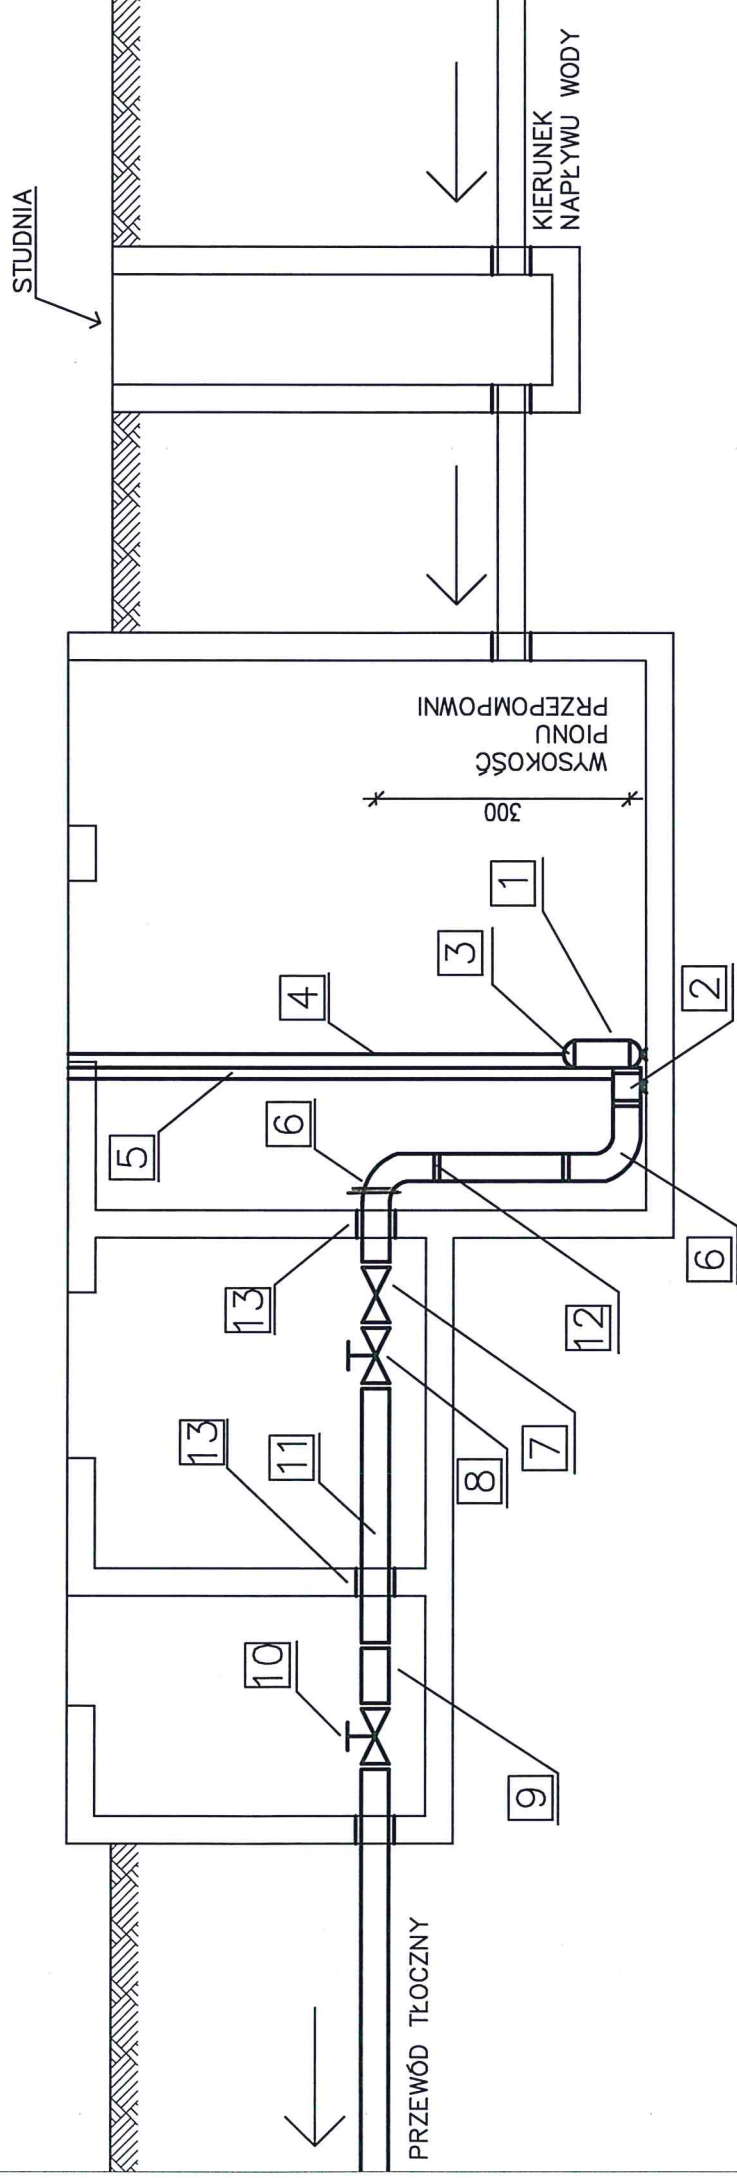 STUDNIA
5
13
13
10
11
6
4
PRZEWÓD TŁOCZNY
8
3
9
7
1
300
WYSOKOŚĆ
PIONU
PRZEPOMPOWNI
KIERUNEK
NAPŁYWU WODY
12
6
2